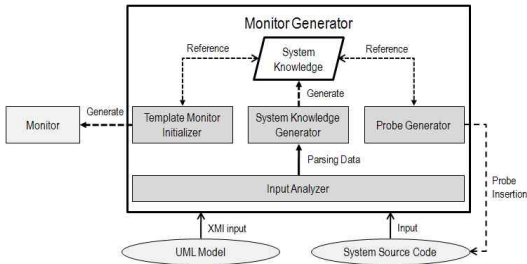 Monitor Generator
Reference
System
Knowledge
Reference
Generate
Generate
Monitor
Template Monitor
Initializer
System Knowledge
Generator
Probe Generator
Parsing Data
Input Analyzer
Probe
Insertion
XMI input
Input
UML Model
System Source Code